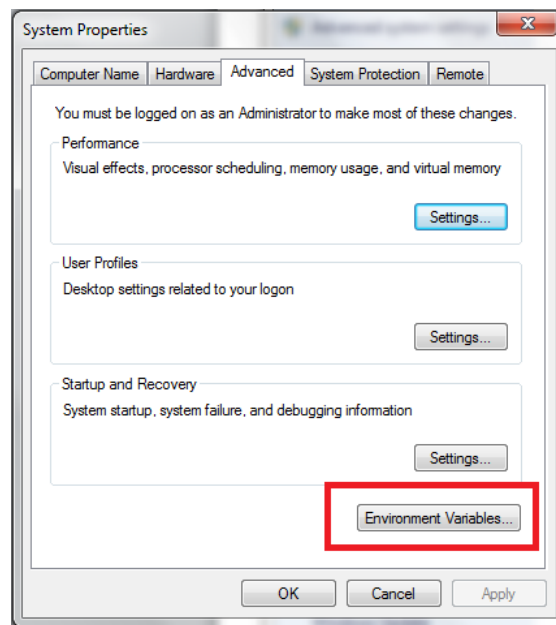 System Properties
Advanced system settings
Computer Name Hardware Advanced System Protection Remote
You must be logged on as an Administrator to make most of these changes.
Performance
Visual effects, processor scheduling, memory usage, and virtual memory
Settings...
User Profiles
Desktop settings related to your logon
Settings...
Startup and Recovery
System startup, system failure, and debugging information
Settings...
Environment Variables...
OK Cancel Apply